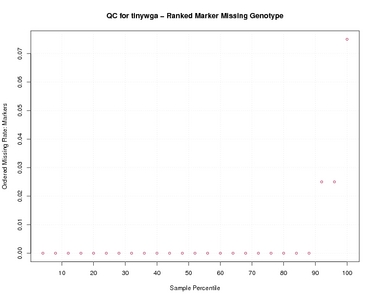 QC for tinywga – Ranked Marker Missing Genotype
Ordered Missing Rate: Markers
0.07
0.06
0.05
0.04
0.03
0.02
0.01
0.00
10 20 30 40 50 60 70 80 90 100
Sample Percentile